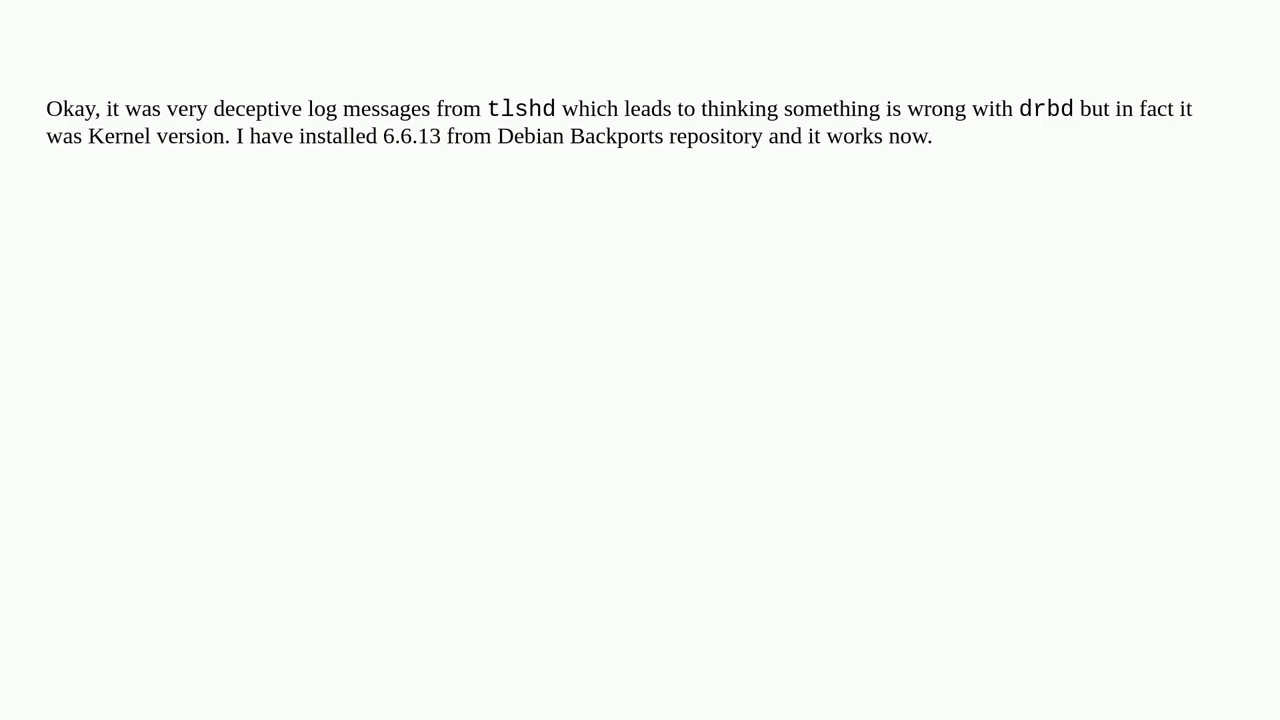 Okay, it was very deceptive log messages from tlshd which leads to thinking something is wrong with drbd but in fact it
was Kernel version. I have installed 6.6.13 from Debian Backports repository and it works now.